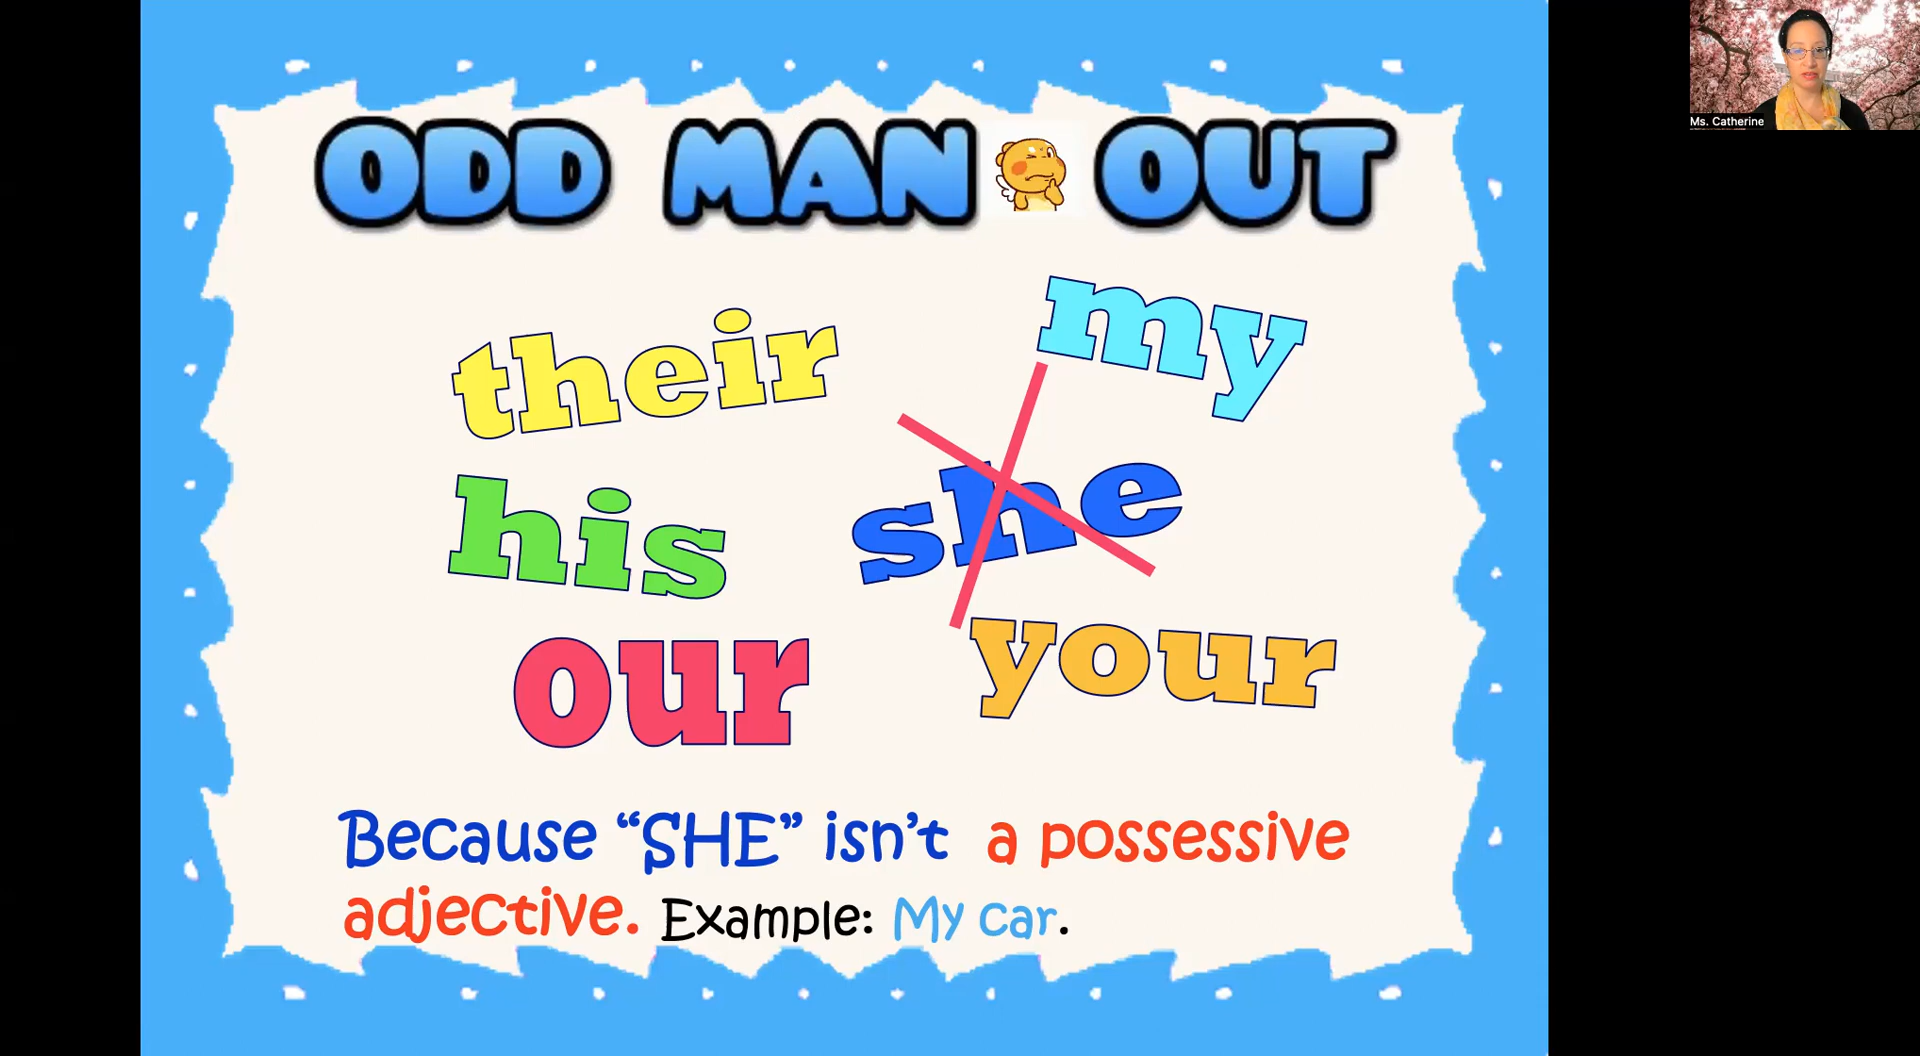 ODD MAN OUT
their
my
his
she
our
your
Because “SHE” isn’t a possessive
adjective. Example: My car.
Ms. Catherine